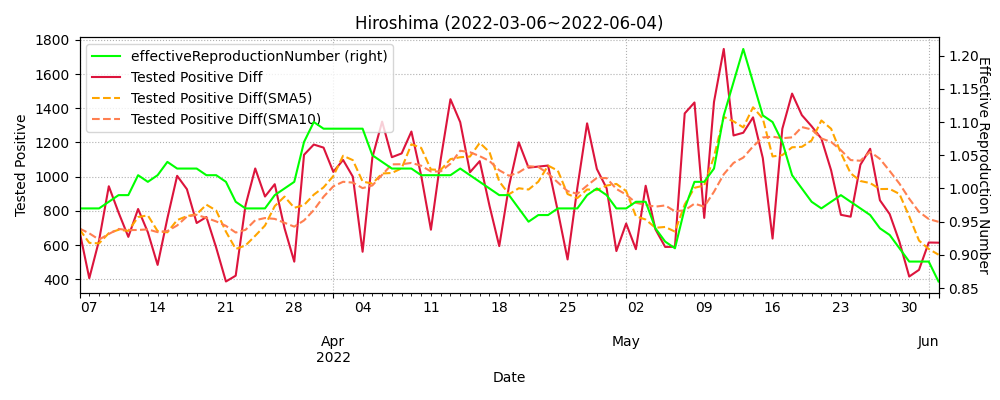 Hiroshima (2022-03-06~2022-06-04)
effectiveReproductionNumber (right)
Tested Positive Diff
Tested Positive Diff(SMA5)
Tested Positive Diff(SMA10)
Tested Positive
1800
1600
1400
1200
1000
800
600
400
1.20
1.15
1.10
1.05
1.00
0.95
0.90
0.85
Effective Reproduction Number
07 14 21 28 04 11 18 25 02 09 16 23 30
Apr May Jun
2022
Date